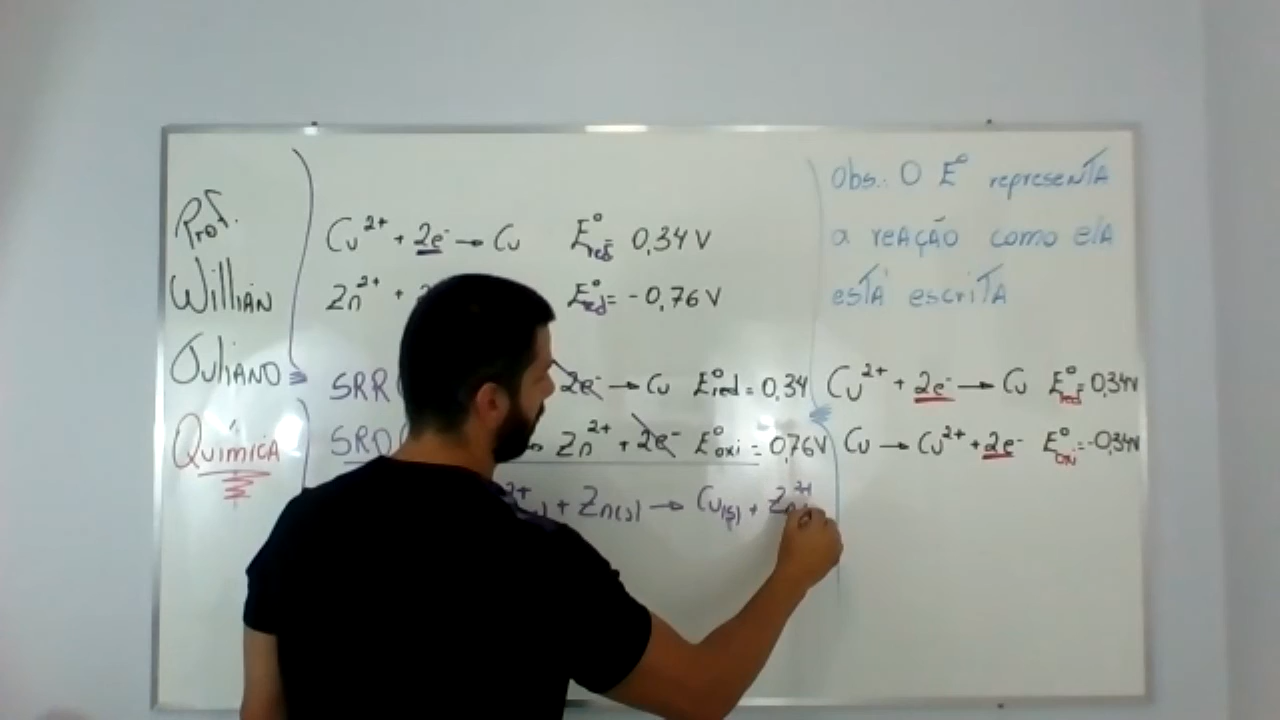 Prof.
Willian
Juliano
Química
Cu²⁺ + 2e⁻ → Cu E°red= 0,34 V
Zn²⁺ + E°red= -0,76 V
SRR 2e⁻ → Cu E°red = 0,34
SRO Zn²⁺ + 2e⁻ E°oxi = 0,76V
²⁺ + Zn(s) → Cu(s) + Zn²⁺
Obs.: O E° representa
a reação como ela
está escrita
Cu²⁺ + 2e⁻ → Cu E°red= 0,34V
Cu → Cu²⁺ + 2e⁻ E°oxi =-0,34V